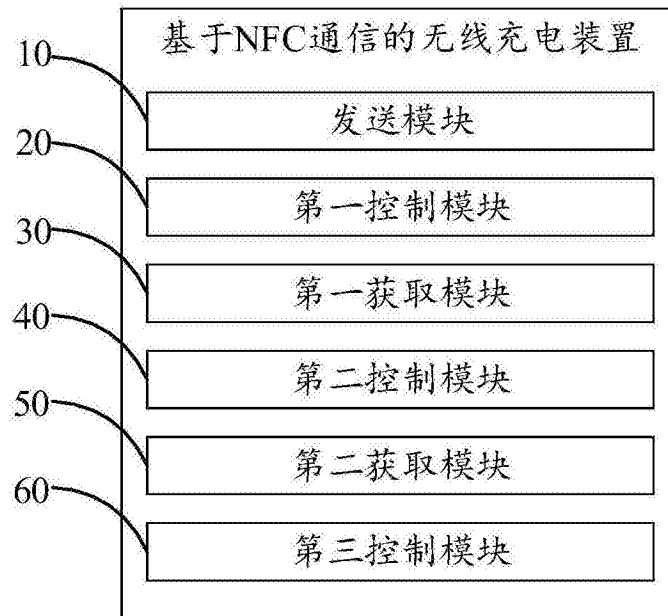 基于NFC通信的无线充电装置
10
发送模块
20
第一控制模块
30
第一获取模块
40
第二控制模块
50
第二获取模块
60
第三控制模块